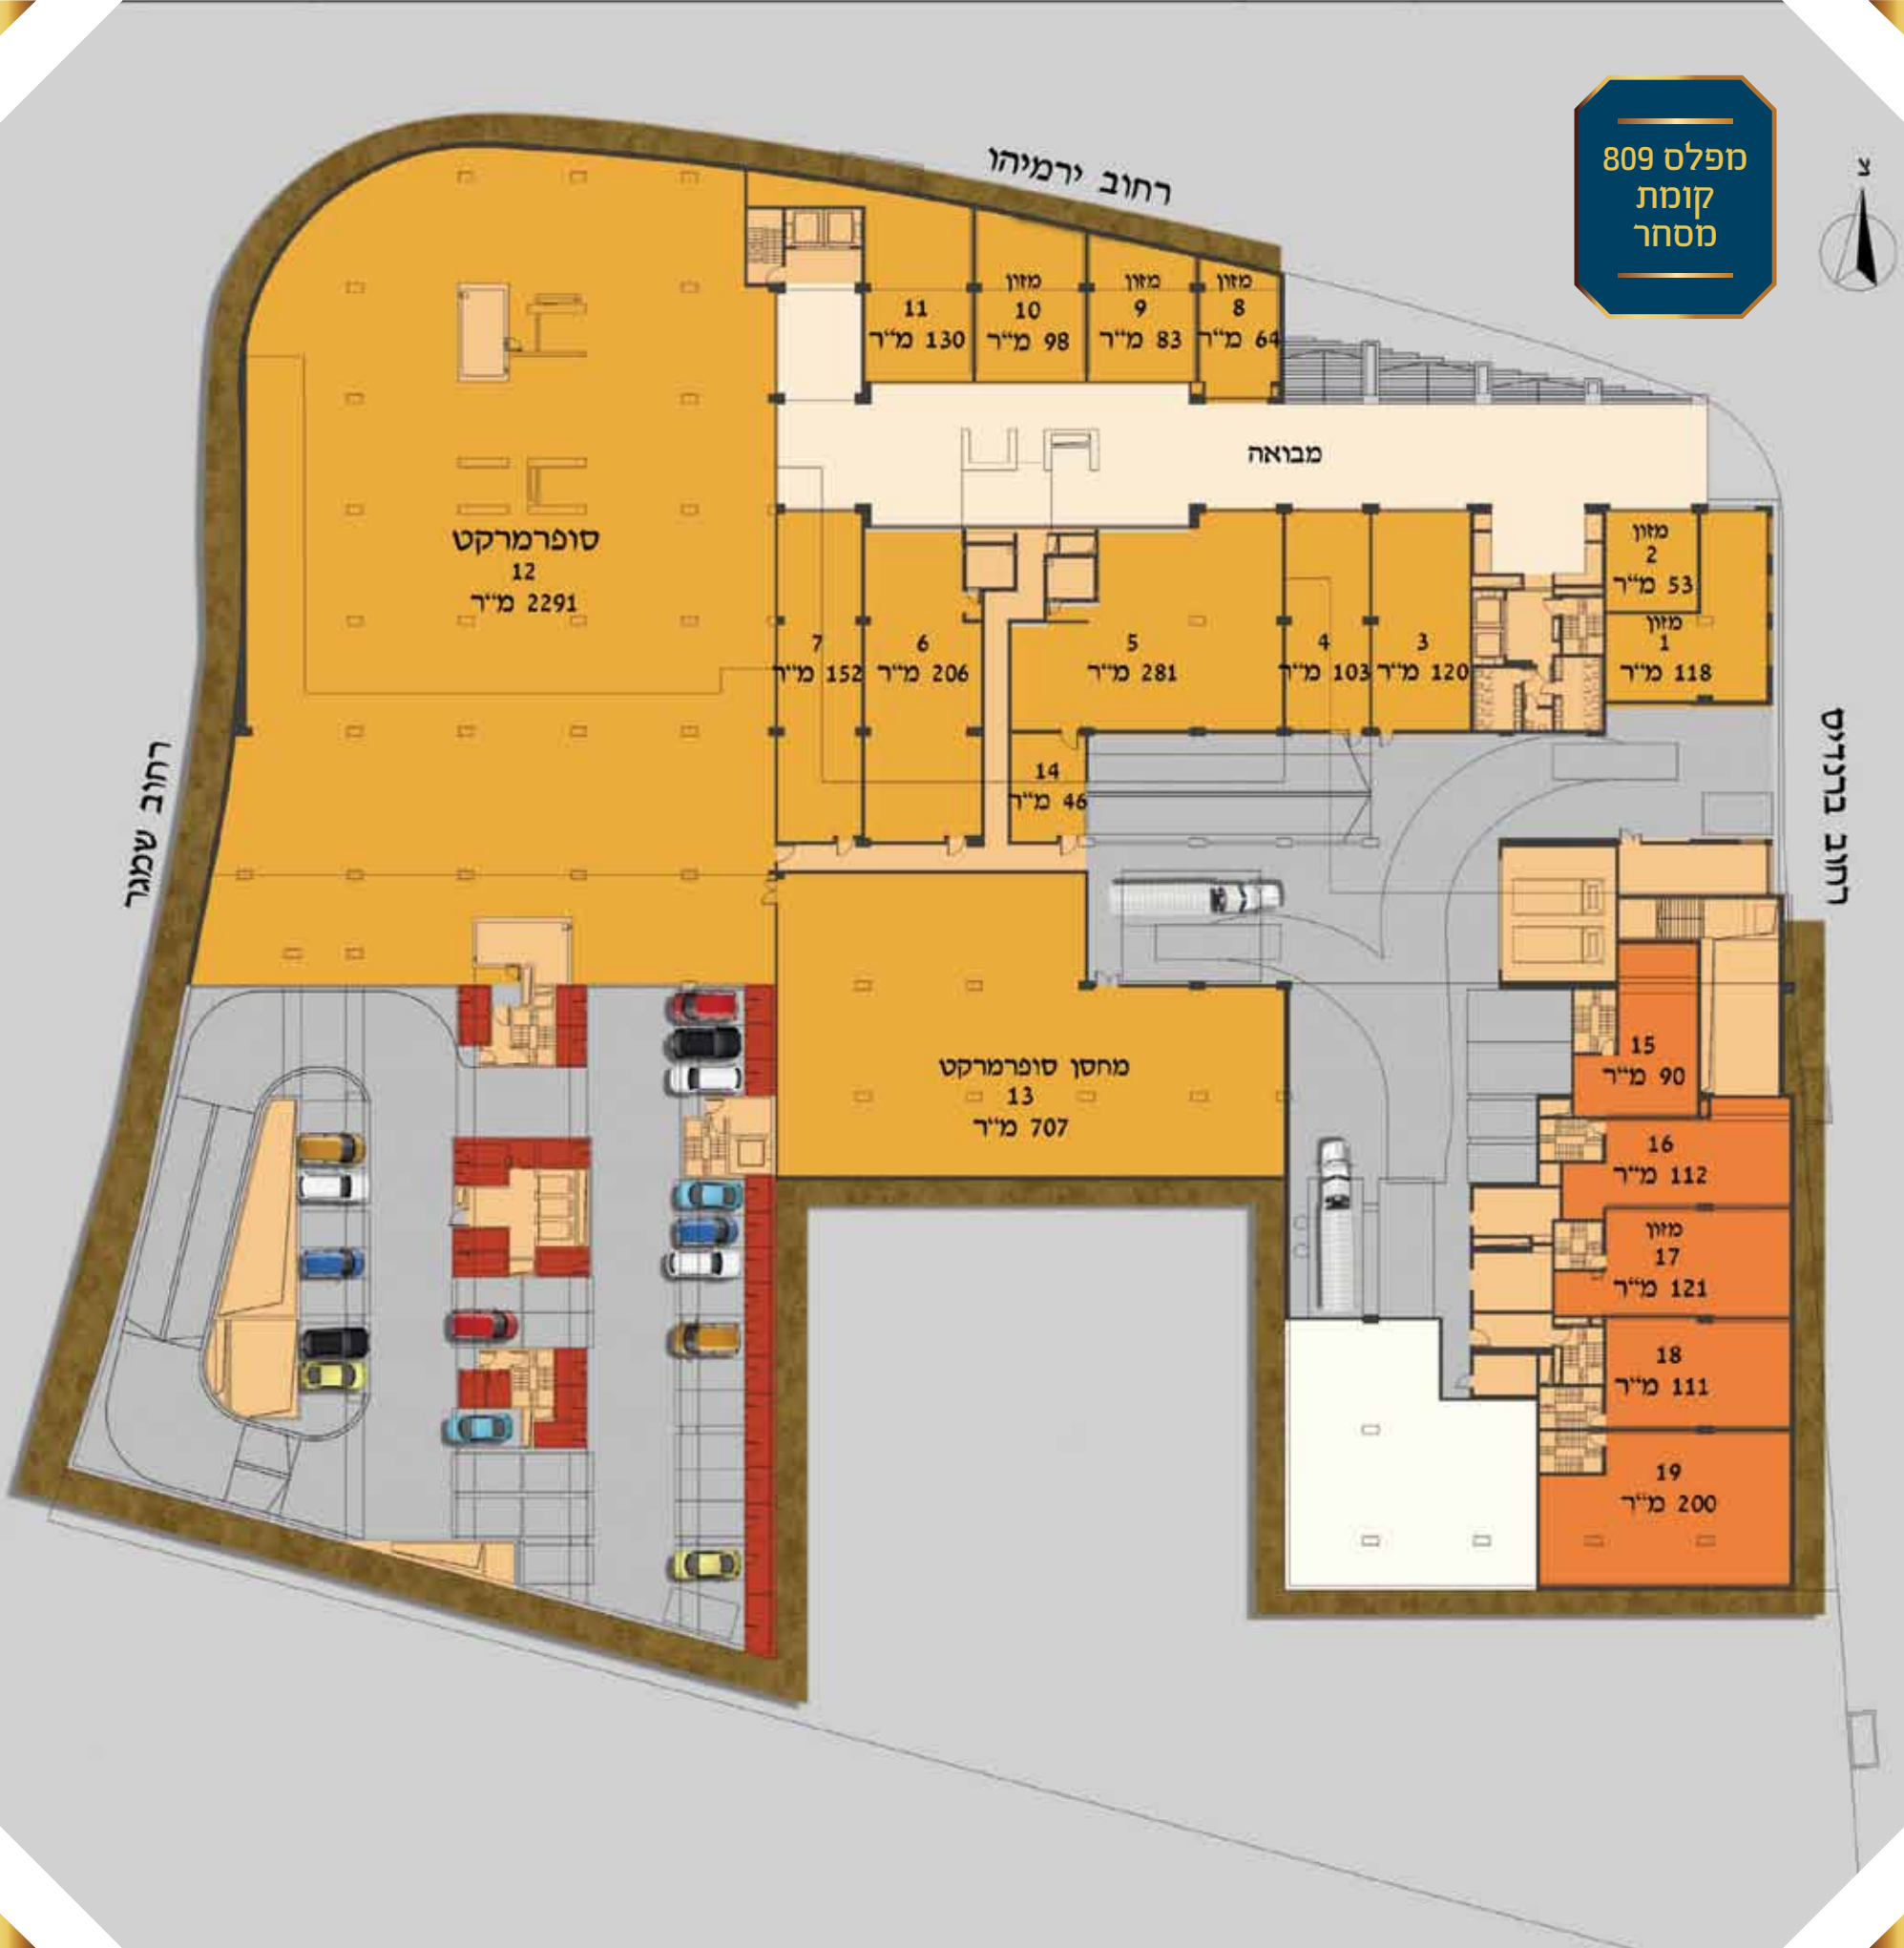 מפלס 809
קומת
מסחר
צ
רחוב ירמיהו
11
130 מ"ר
מזון
10
98 מ"ר
מזון
9
83 מ"ר
מזון
8
64 מ"ר
מבואה
סופרמרקט
12
2291 מ"ר
7
152 מ"ר
6
206 מ"ר
5
281 מ"ר
4
103 מ"ר
3
120 מ"ר
מזון
2
53 מ"ר
מזון
1
118 מ"ר
14
46 מ"ר
רחוב שמגר
רחוב ברנדייס
מחסן סופרמרקט
13
707 מ"ר
15
90 מ"ר
16
112 מ"ר
מזון
17
121 מ"ר
18
111 מ"ר
19
200 מ"ר